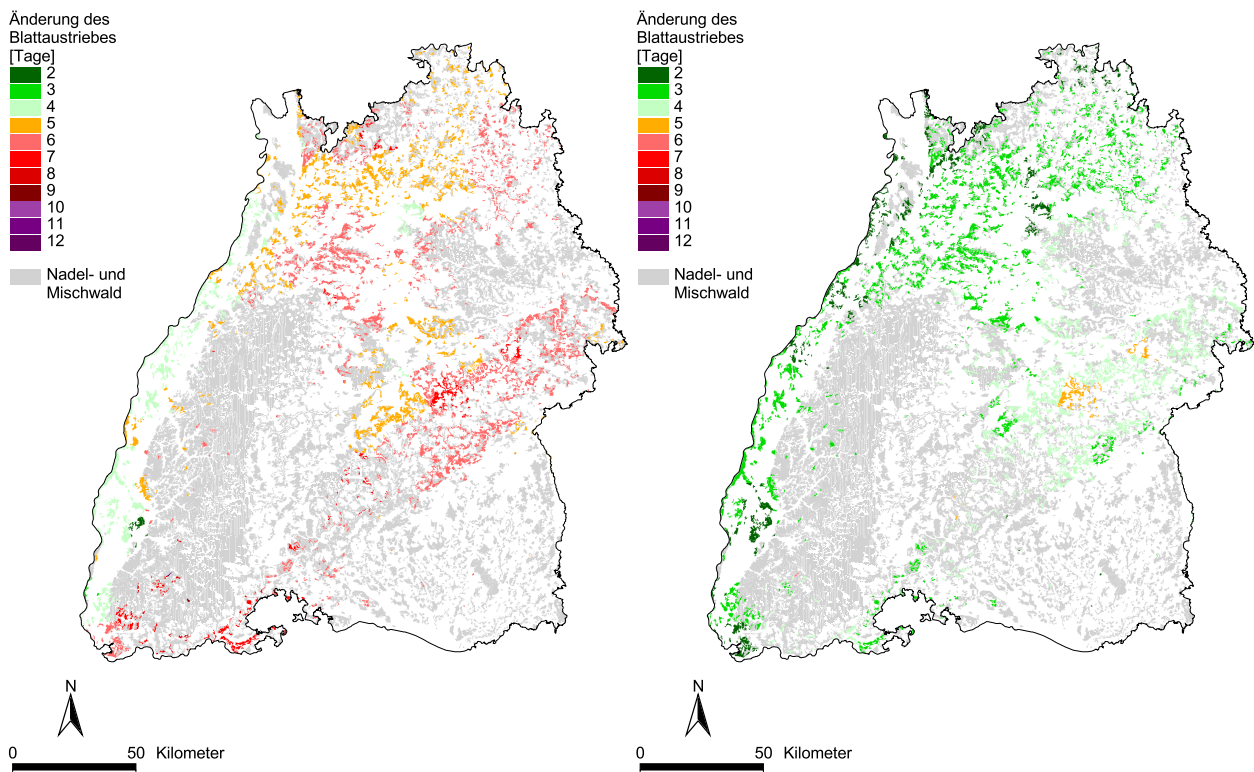 Änderung des
Blattaustriebes
[Tage]
2
3
4
5
6
7
8
9
10
11
12
Nadel- und
Mischwald
N
0 50 Kilometer
Änderung des
Blattaustriebes
[Tage]
2
3
4
5
6
7
8
9
10
11
12
Nadel- und
Mischwald
N
0 50 Kilometer